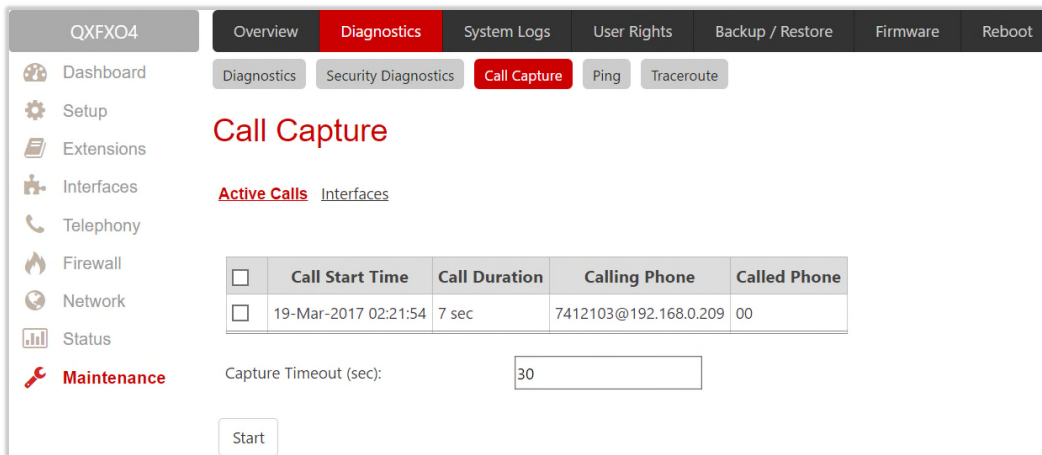 QXFXO4
Overview Diagnostics System Logs User Rights Backup / Restore Firmware Reboot
Dashboard
Setup
Extensions
Interfaces
Telephony
Firewall
Network
Status
Maintenance
Diagnostics Security Diagnostics Call Capture Ping Traceroute
Call Capture
Active Calls Interfaces
Call Start Time Call Duration Calling Phone Called Phone
19-Mar-2017 02:21:54 7 sec 7412103@192.168.0.209 00
Capture Timeout (sec): 30
Start